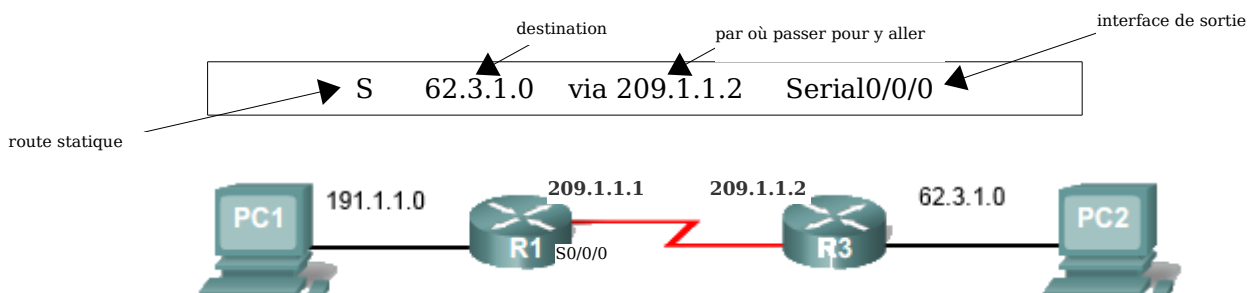 interface de sortie
destination
par où passer pour y aller
S 62.3.1.0 via 209.1.1.2 Serial0/0/0
route statique
209.1.1.1 209.1.1.2
191.1.1.0 62.3.1.0
PC1 PC2
R1 S0/0/0 R3